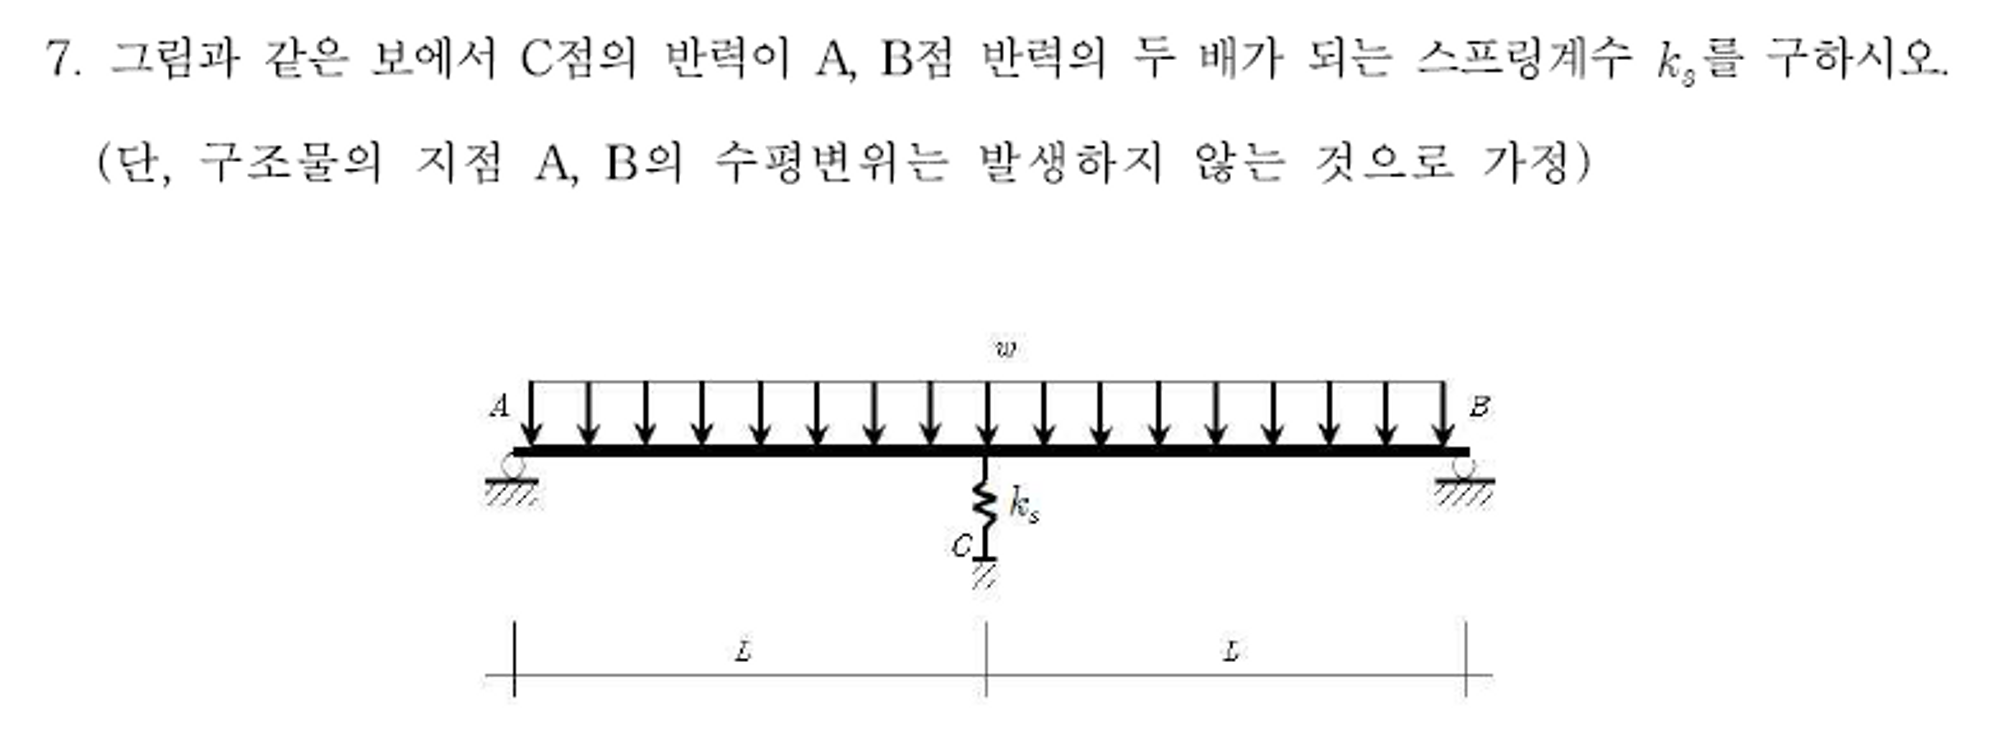 7. 그림과 같은 보에서 C점의 반력이 A, B점 반력의 두 배가 되는 스프링계수 kₛ를 구하시오.
(단, 구조물의 지점 A, B의 수평변위는 발생하지 않는 것으로 가정)
w
A
B
kₛ
C
L
L